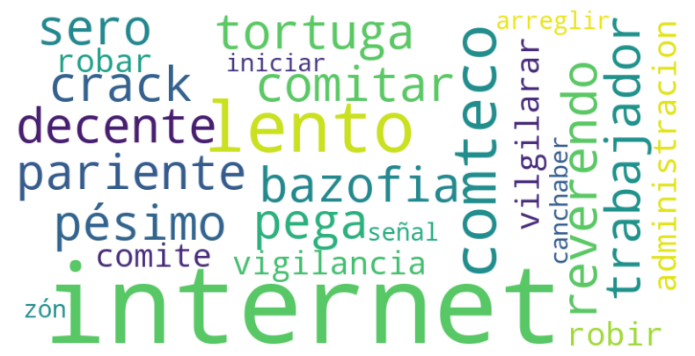 sero
tortuga
arreglir
robar
iniciar
crack
comitar
decente
lento
pariente
bazofia
pésimo
pega
señal
comite
vigilancia
zón
internet
comteco
vilgilarar
canchaber
reverendo
trabajador
administracion
robir